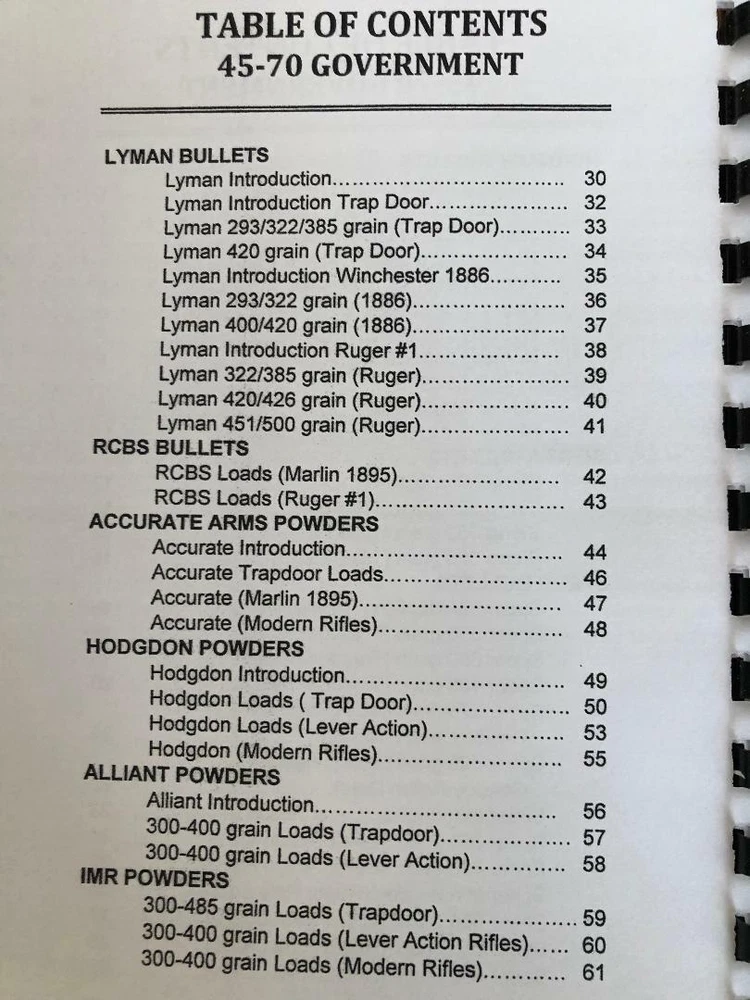 TABLE OF CONTENTS
45-70 GOVERNMENT
LYMAN BULLETS
Lyman Introduction.................................... 30
Lyman Introduction Trap Door..................... 32
Lyman 293/322/385 grain (Trap Door).......... 33
Lyman 420 grain (Trap Door)...................... 34
Lyman Introduction Winchester 1886........... 35
Lyman 293/322 grain (1886)....................... 36
Lyman 400/420 grain (1886)....................... 37
Lyman Introduction Ruger #1..................... 38
Lyman 322/385 grain (Ruger)...................... 39
Lyman 420/426 grain (Ruger)...................... 40
Lyman 451/500 grain (Ruger)...................... 41
RCBS BULLETS
RCBS Loads (Marlin 1895)........................ 42
RCBS Loads (Ruger #1)........................... 43
ACCURATE ARMS POWDERS
Accurate Introduction................................. 44
Accurate Trapdoor Loads........................... 46
Accurate (Marlin 1895).............................. 47
Accurate (Modern Rifles)............................ 48
HODGDON POWDERS
Hodgdon Introduction................................. 49
Hodgdon Loads ( Trap Door)....................... 50
Hodgdon Loads (Lever Action)..................... 53
Hodgdon (Modern Rifles)............................ 55
ALLIANT POWDERS
Alliant Introduction.................................... 56
300-400 grain Loads (Trapdoor).................... 57
300-400 grain Loads (Lever Action).............. 58
IMR POWDERS
300-485 grain Loads (Trapdoor).................... 59
300-400 grain Loads (Lever Action Rifles)...... 60
300-400 grain Loads (Modern Rifles)............. 61